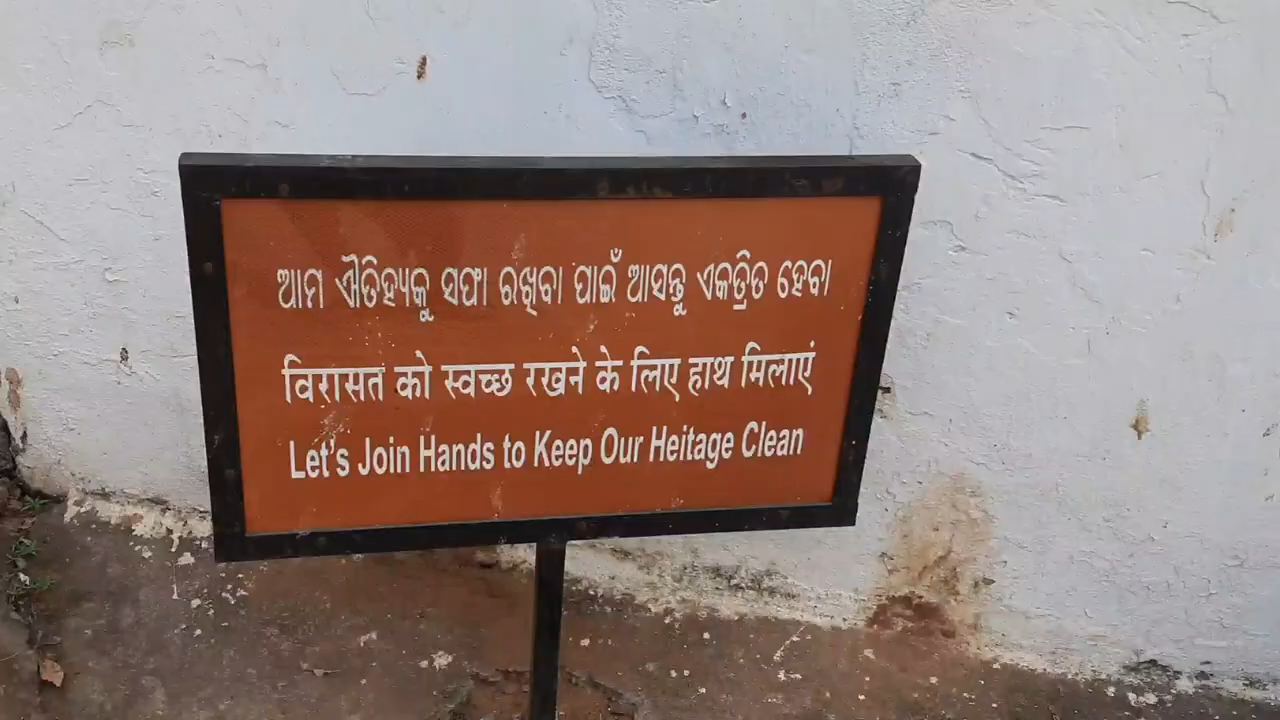 ଆମ ଐତିହ୍ୟକୁ ସଫା ରଖିବା ପାଇଁ ଆସନ୍ତୁ ଏକତ୍ରିତ ହେବା
विरासत को स्वच्छ रखने के लिए हाथ मिलाएं
Let's Join Hands to Keep Our Heitage Clean